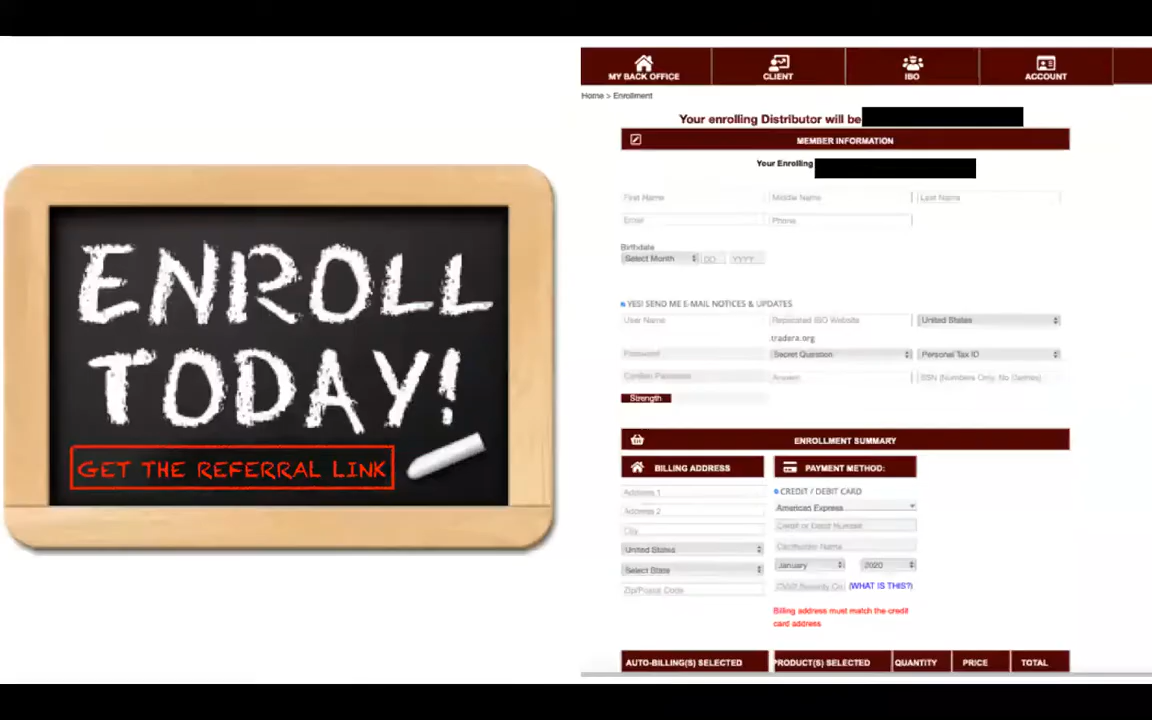 ENROLL
TODAY!
GET THE REFERRAL LINK
MY BACK OFFICE
CLIENT
IBO
ACCOUNT
Home > Enrollment
Your enrolling Distributor will be
MEMBER INFORMATION
Your Enrolling
First Name
Middle Name
Last Name
Email
Phone
Birthdate
Select Month
DD
YYYY
YES! SEND ME E-MAIL NOTICES & UPDATES
User Name
Replicated IBO Website
United States
.tradera.org
Password
Secret Question
Personal Tax ID
Confirm Password
Answer
SSN (Numbers Only, No Dashes)
Strength
ENROLLMENT SUMMARY
BILLING ADDRESS
PAYMENT METHOD:
Address 1
CREDIT / DEBIT CARD
Address 2
American Express
City
Credit or Debit Number
United States
Cardholder Name
Select State
January
2020
Zip/Postal Code
(WHAT IS THIS?)
Billing address must match the credit
card address
AUTO-BILLING(S) SELECTED
PRODUCT(S) SELECTED
QUANTITY
PRICE
TOTAL